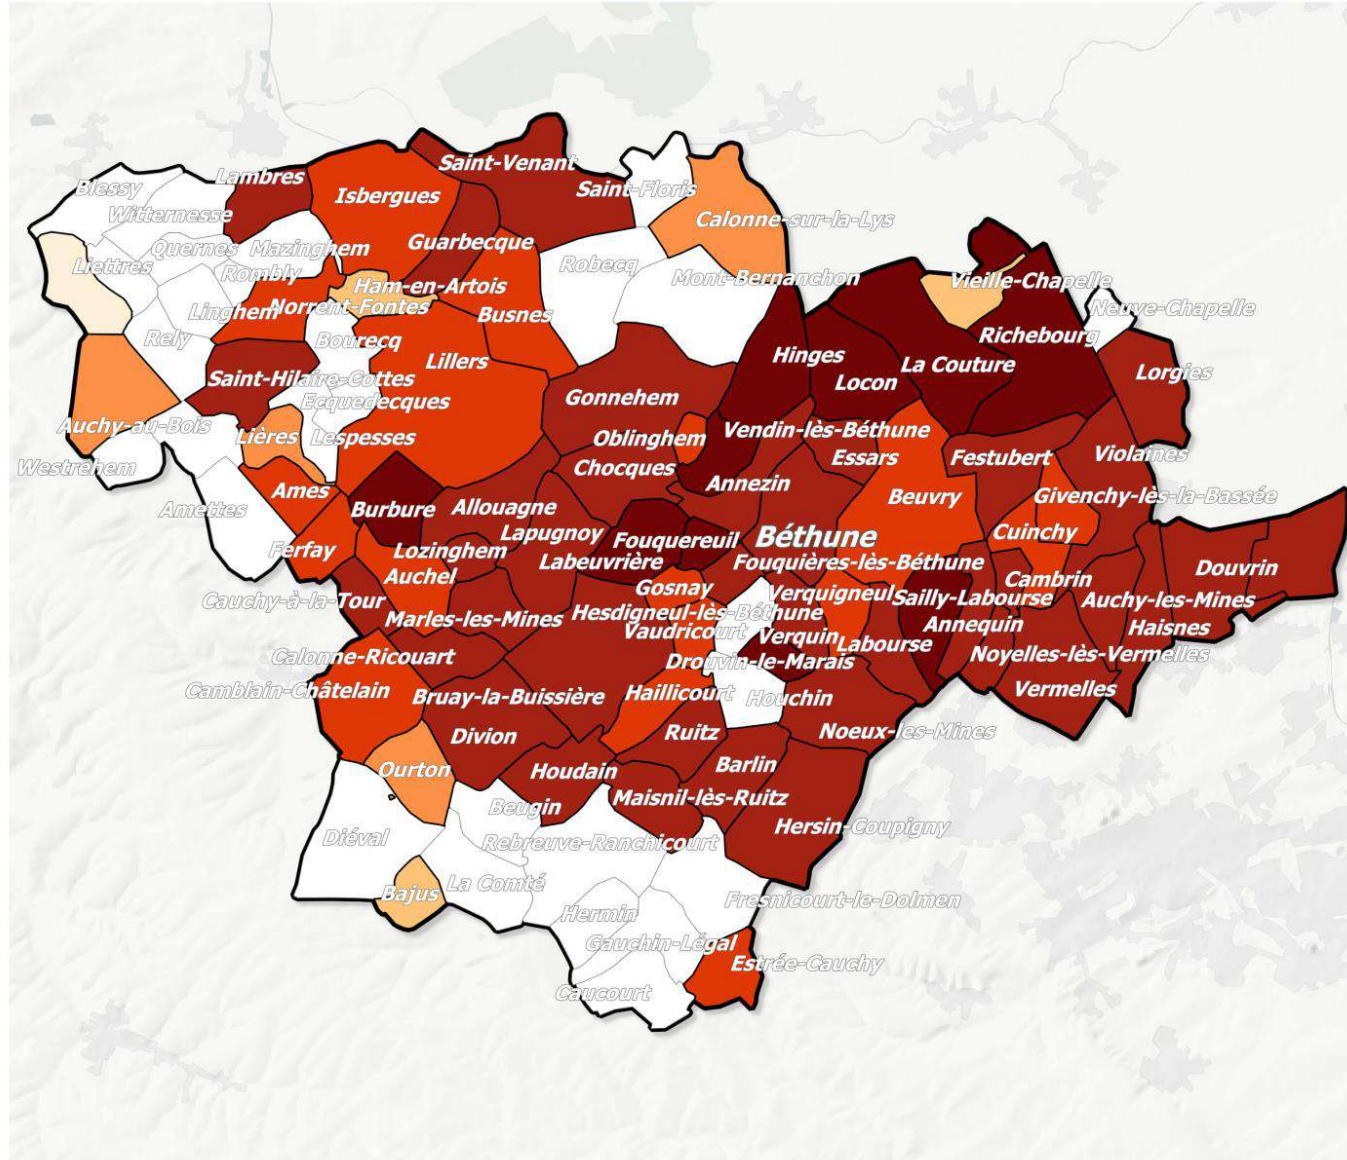 Saint-Venant
Lambres
Blessy
Isbergues
Saint-Floris
Witternesse
Calonne-sur-la-Lys
Guarbecque
Quernes
Mazinghem
Robecq
Liettres
Rombly
Mont-Bernanchon
Vieille-Chapelle
Ham-en-Artois
Norrent-Fontes
Neuve-Chapelle
Linghem
Busnes
Richebourg
Rely
Bourecq
Hinges
Lillers
La Couture
Lorgies
Saint-Hilaire-Cottes
Locon
Gonnehem
Ecquedecques
Auchy-au-Bois
Lières
Lespesses
Oblinghem
Vendin-lès-Béthune
Violaines
Essars
Festubert
Westrehem
Chocques
Annezin
Ames
Beuvry
Givenchy-lès-la-Bassée
Amettes
Burbure
Allouagne
Lapugnoy
Cuinchy
Béthune
Fouquereuil
Ferfay
Lozinghem
Labeuvrière
Fouquières-lès-Béthune
Douvrin
Auchel
Cambrin
Gosnay
Verquigneul
Sailly-Labourse
Cauchy-à-la-Tour
Auchy-les-Mines
Marles-les-Mines
Hesdigneul-lès-Béthune
Annequin
Haisnes
Vaudricourt
Verquin
Labourse
Calonne-Ricouart
Drouvin-le-Marais
Noyelles-lès-Vermelles
Camblain-Châtelain
Bruay-la-Buissière
Haillicourt
Houchin
Vermelles
Divion
Ruitz
Noeux-les-Mines
Ourton
Houdain
Barlin
Beugin
Maisnil-lès-Ruitz
Hersin-Coupigny
Diéval
Rebreuve-Ranchicourt
La Comté
Bajus
Fresnicourt-le-Dolmen
Hermin
Gauchin-Légal
Estrée-Cauchy
Caucourt